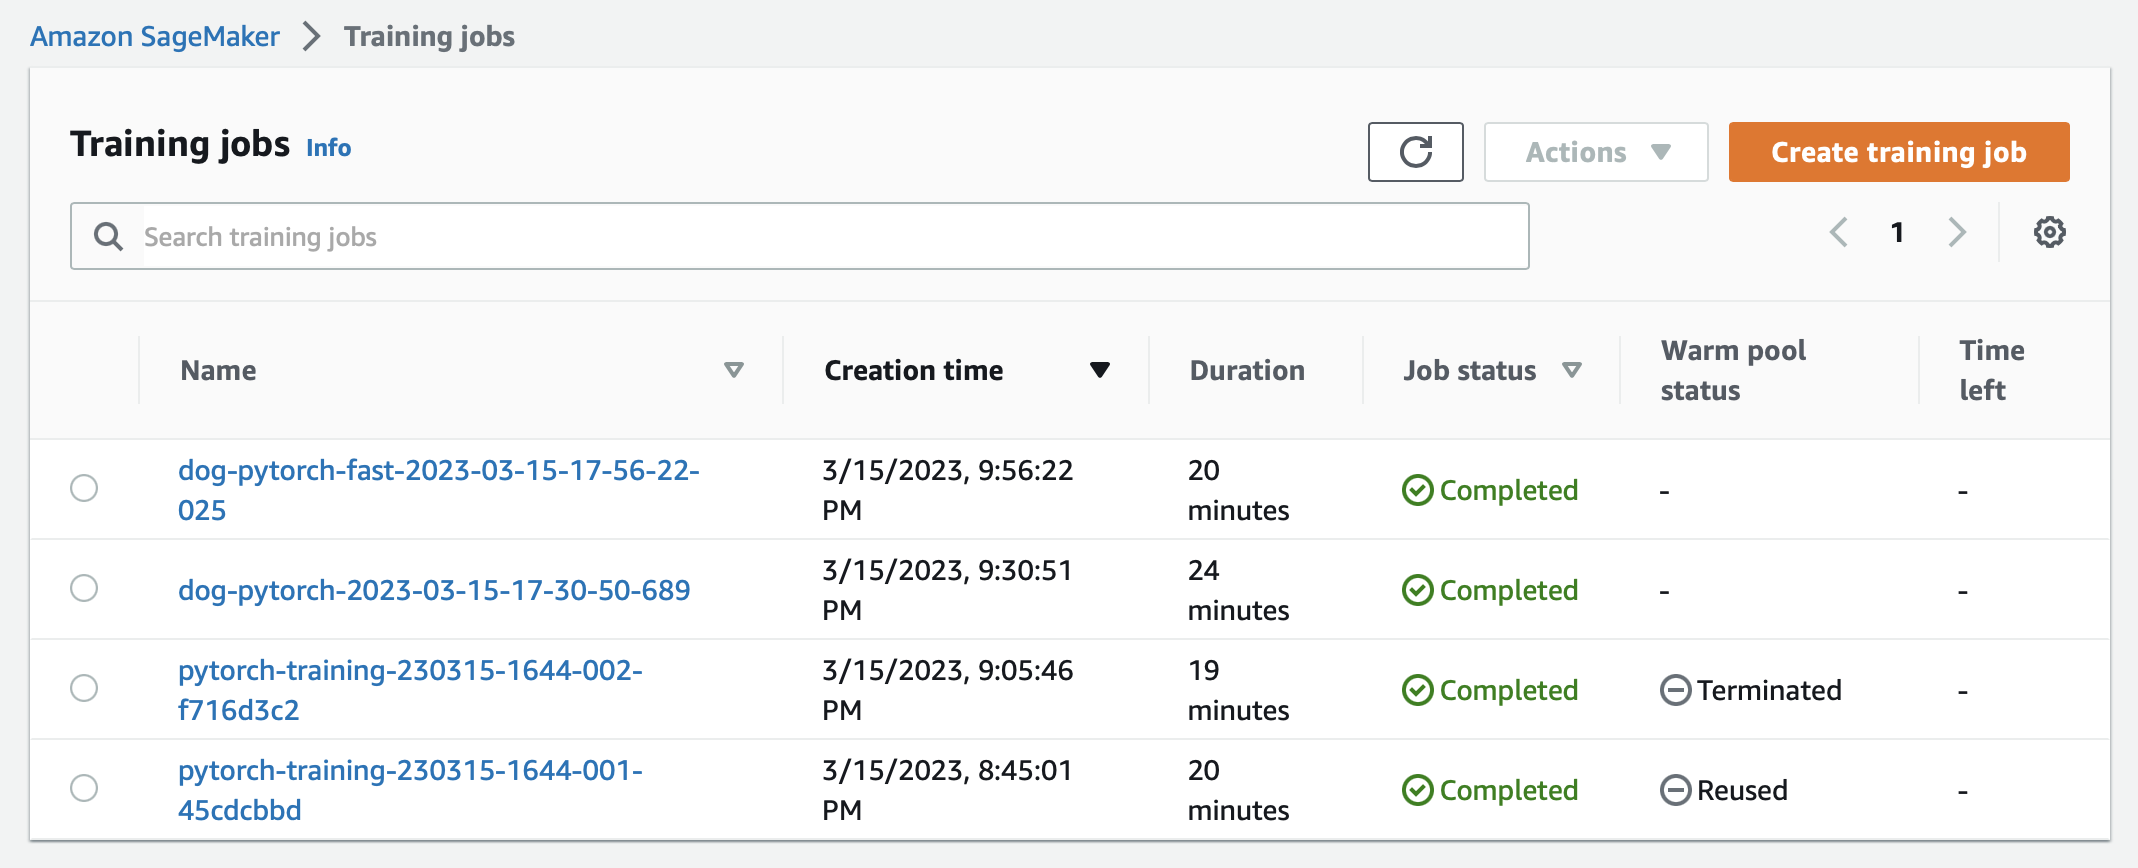 Amazon SageMaker > Training jobs
Training jobs Info
Actions
Create training job
Search training jobs
1
Name
Creation time
Duration
Job status
Warm pool
status
Time
left
dog-pytorch-fast-2023-03-15-17-56-22-
025
3/15/2023, 9:56:22
PM
20
minutes
Completed
-
-
dog-pytorch-2023-03-15-17-30-50-689
3/15/2023, 9:30:51
PM
24
minutes
Completed
-
-
pytorch-training-230315-1644-002-
f716d3c2
3/15/2023, 9:05:46
PM
19
minutes
Completed
Terminated
-
pytorch-training-230315-1644-001-
45cdcbbd
3/15/2023, 8:45:01
PM
20
minutes
Completed
Reused
-